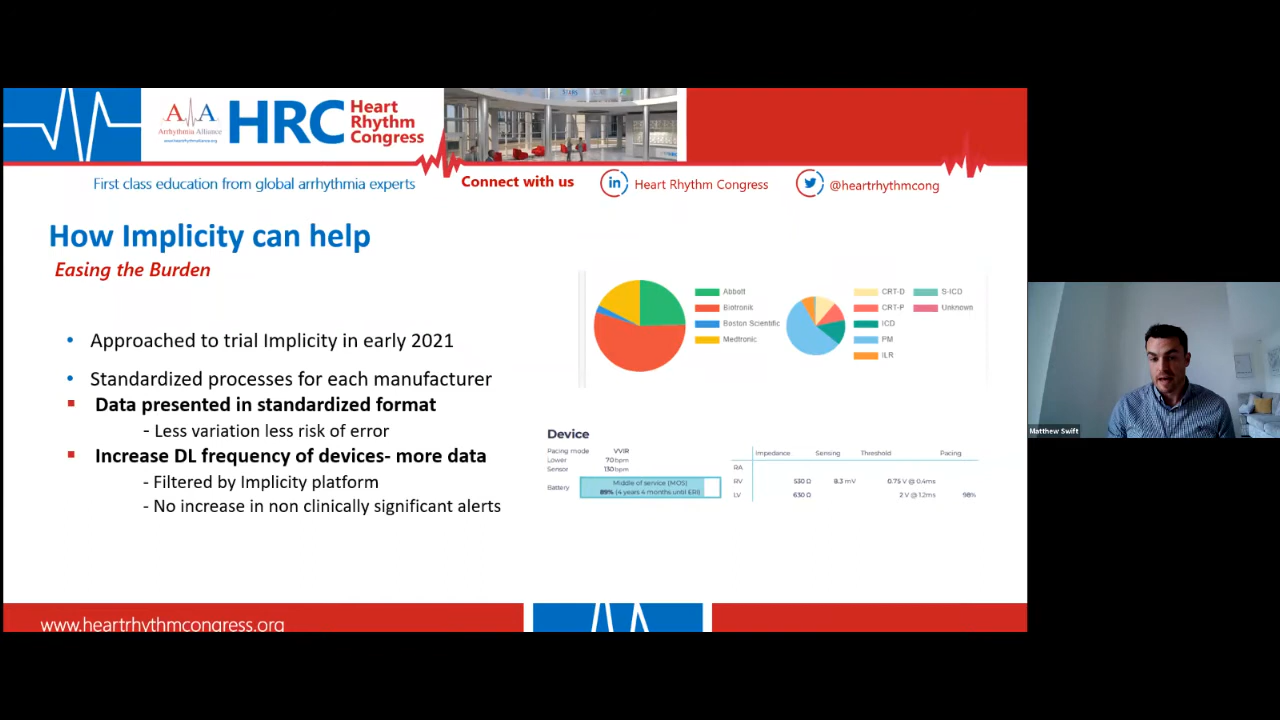 A A
Arrhythmia Alliance
HRC
Heart
Rhythm
Congress
First class education from global arrhythmia experts
Connect with us
in
Heart Rhythm Congress
@heartrhythmcong
How Implicity can help
Easing the Burden
• Approached to trial Implicity in early 2021
• Standardized processes for each manufacturer
Data presented in standardized format
- Less variation less risk of error
Increase DL frequency of devices- more data
- Filtered by Implicity platform
- No increase in non clinically significant alerts
Abbott
Biotronik
Boston Scientific
Medtronic
CRT-D
CRT-P
ICD
PM
ILR
S-ICD
Unknown
Device
Pacing mode VVIR
Lower 70bpm
Sensor 130bpm
Battery
Middle of service (MOS)
89% (4 years 4 months until ERI)
Impedance Sensing Threshold Pacing
RA
RV 530 Ω 8.3 mV 0.75 V @ 0.4ms
LV 630 Ω 2 V @ 1.2ms 98%
www.heartrhythmcongress.org
Matthew Swift